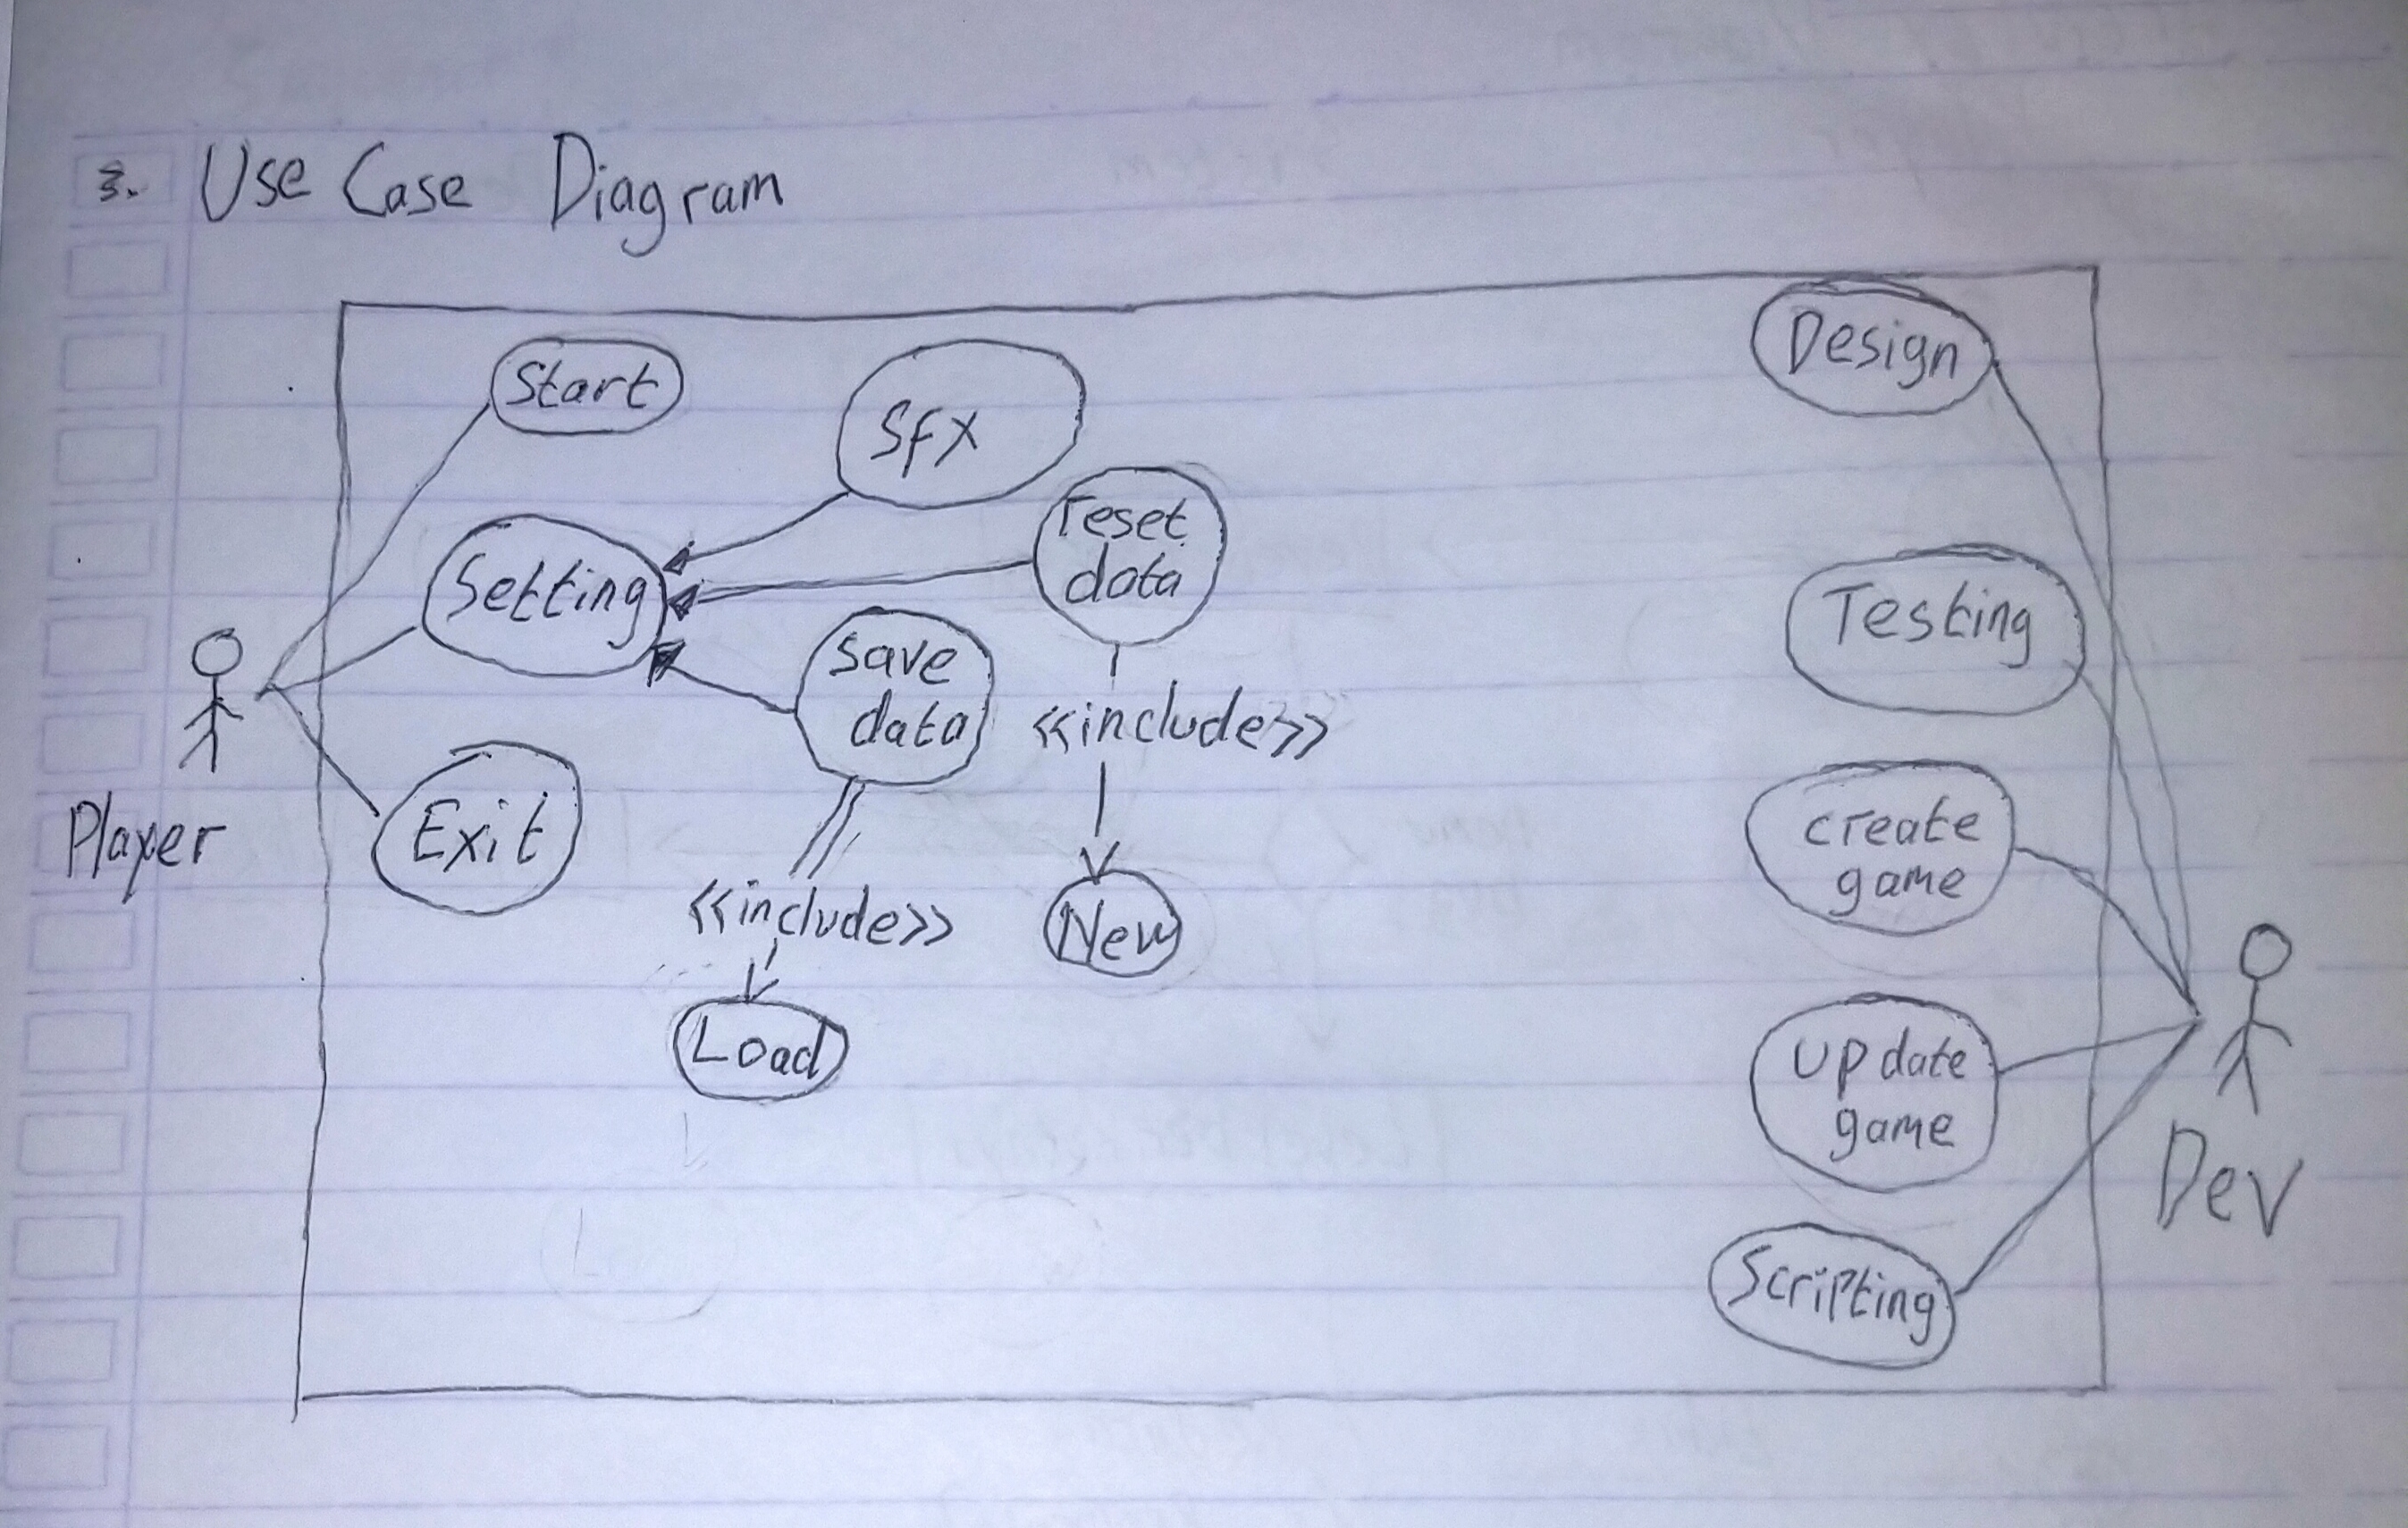 3. Use Case Diagram
Start
Sfx
Design
reset
data
Setting
Testing
save
data
<<include>>
Player
Exit
create
game
<<include>>
New
Load
Update
game
Dev
Scripting